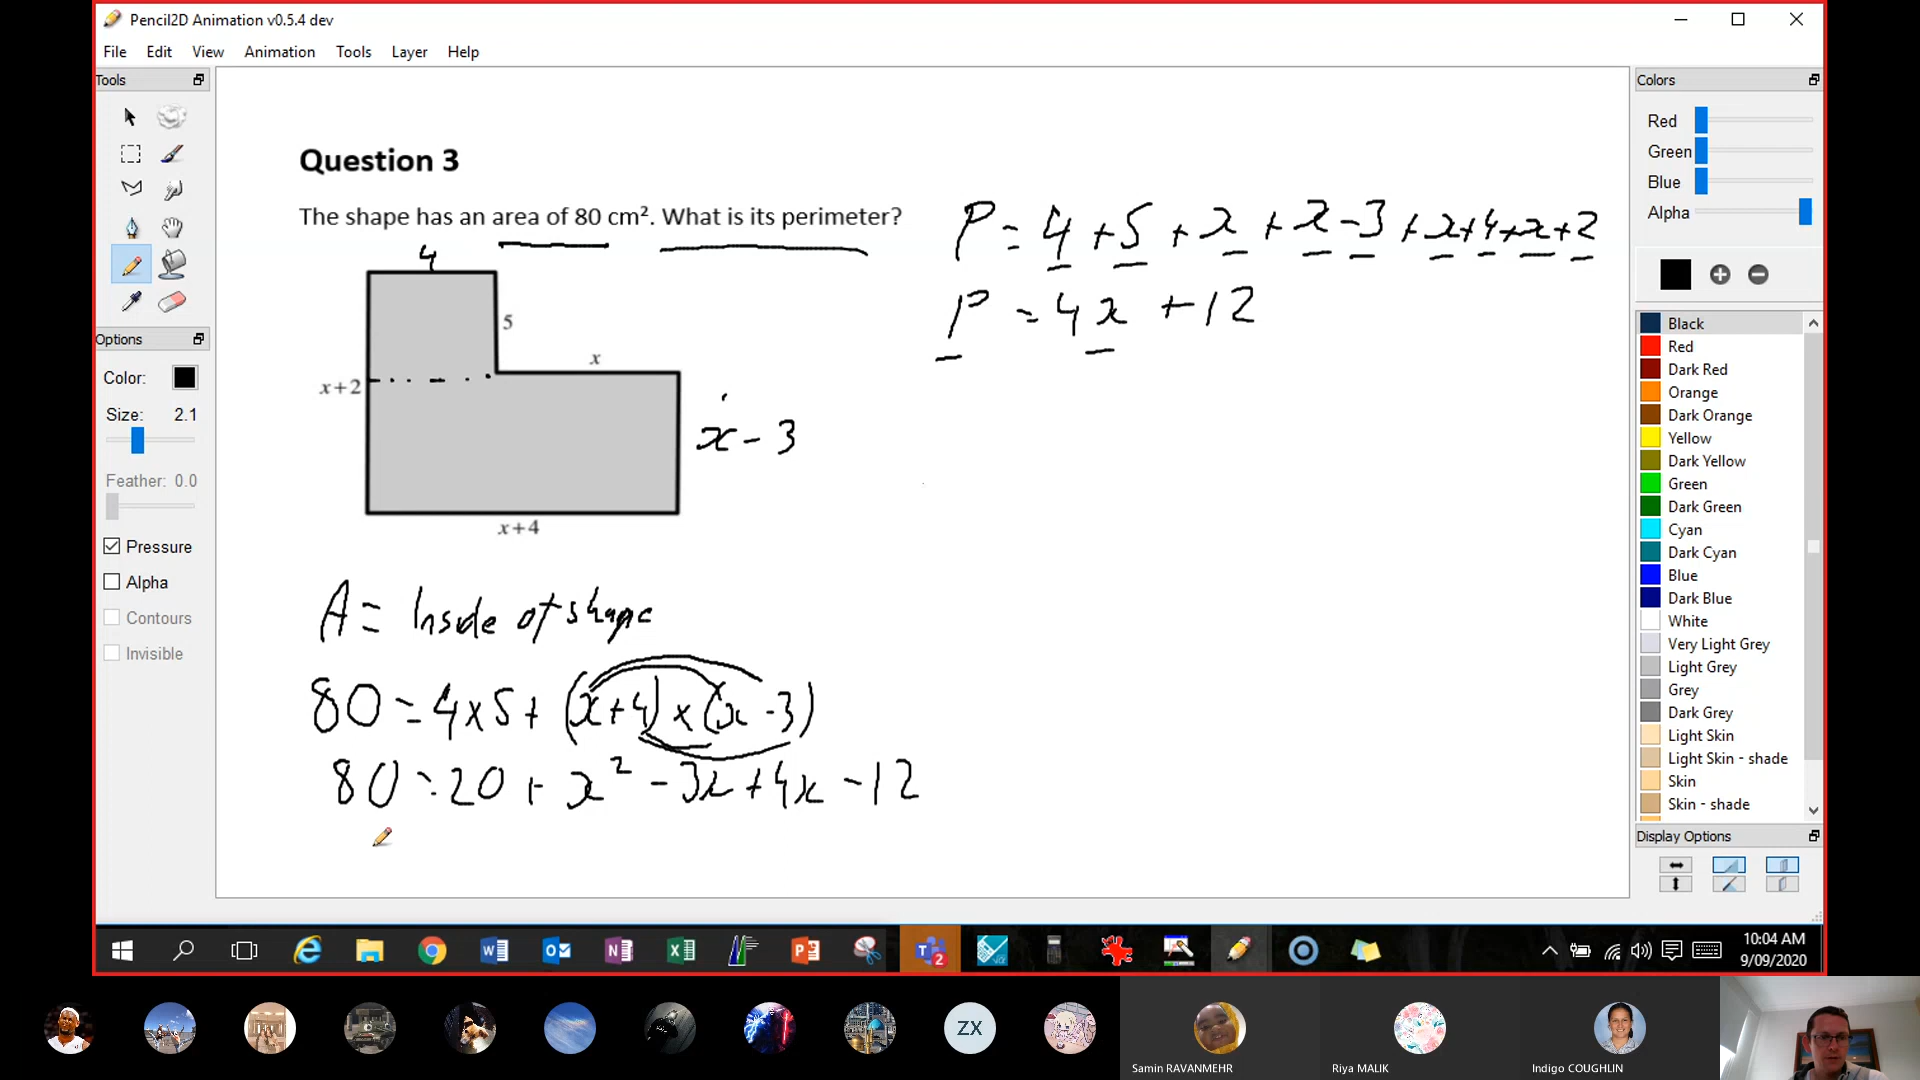 Pencil2D Animation v0.5.4 dev
File Edit View Animation Tools Layer Help
Tools
Options
Color:
Size: 2.1
Feather: 0.0
Pressure
Alpha
Contours
Invisible
Question 3
The shape has an area of 80 cm². What is its perimeter?
4
5
x
x+2
x - 3
x+4
A = Inside of shape
80 = 4 x 5 + (x+4) x (x -3)
80 = 20 + x² - 3x + 4x - 12
P = 4 + 5 + x + x - 3 + x + 4 + x + 2
P = 4x + 12
Colors
Red
Green
Blue
Alpha
Black
Red
Dark Red
Orange
Dark Orange
Yellow
Dark Yellow
Green
Dark Green
Cyan
Dark Cyan
Blue
Dark Blue
White
Very Light Grey
Light Grey
Grey
Dark Grey
Light Skin
Light Skin - shade
Skin
Skin - shade
Display Options
10:04 AM
9/09/2020
ZX
Samin RAVANMEHR
Riya MALIK
Indigo COUGHLIN